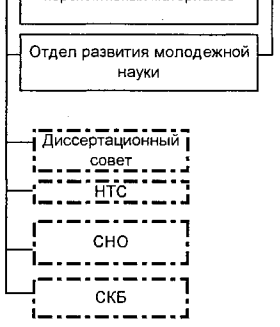 Отдел развития молодежной
науки
Диссертационный
совет
НТС
СНО
СКБ